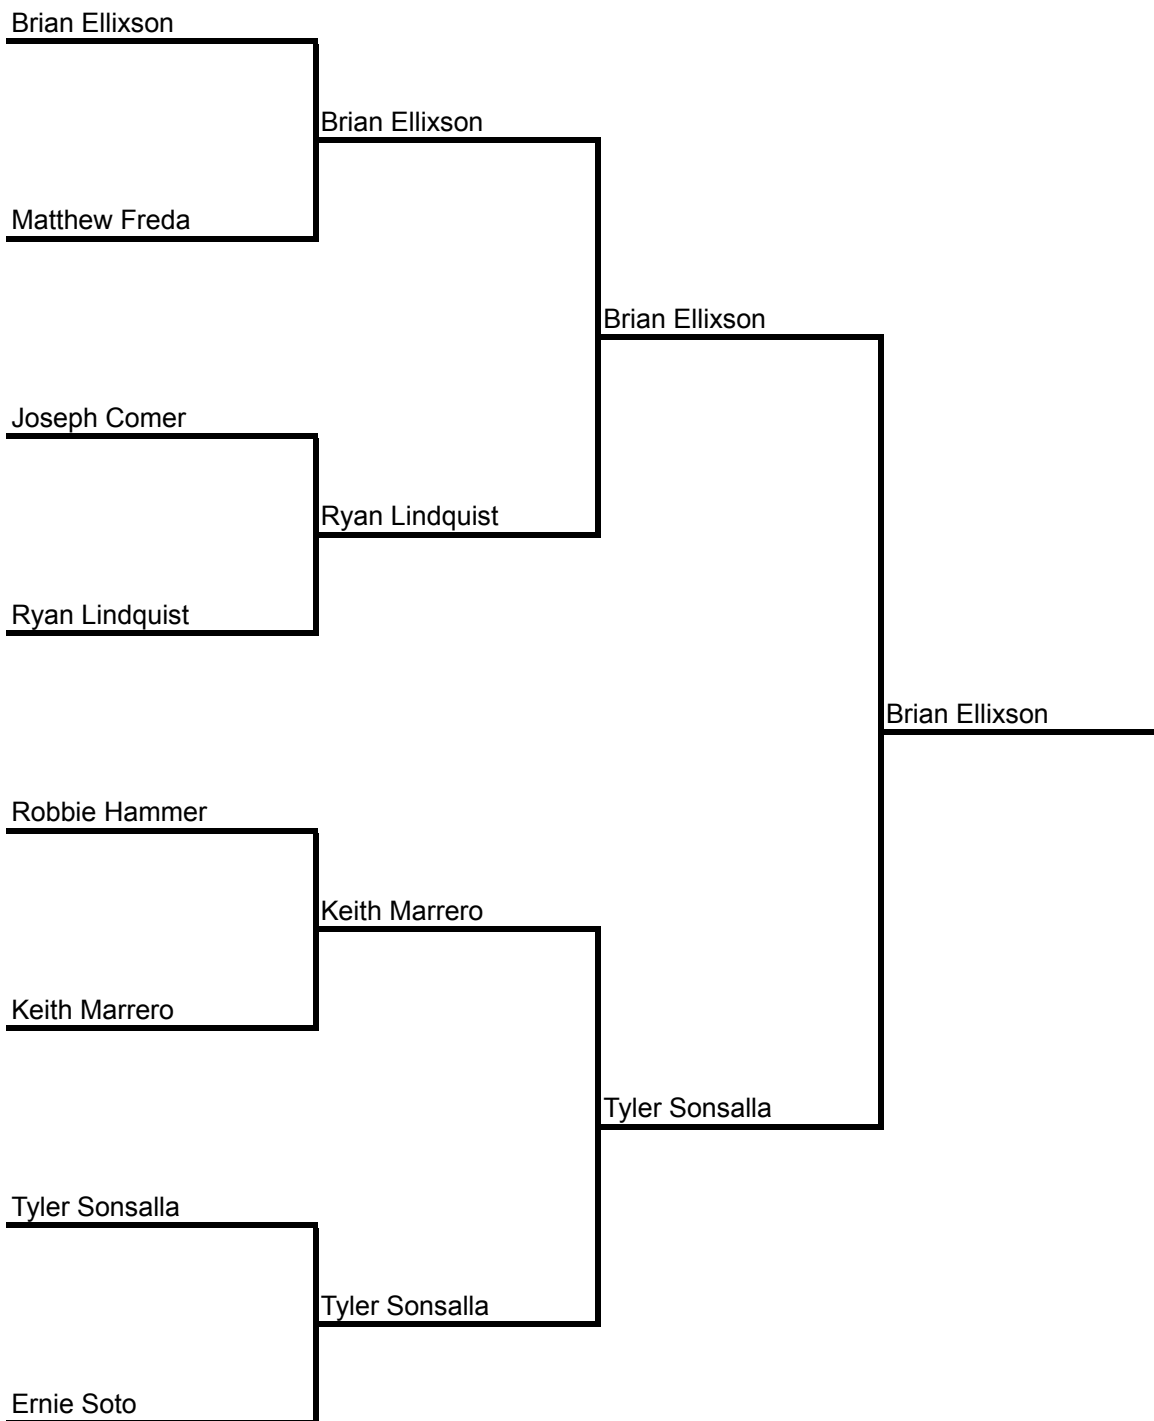 Brian Ellixson
Brian Ellixson
Matthew Freda
Brian Ellixson
Joseph Comer
Ryan Lindquist
Ryan Lindquist
Brian Ellixson
Robbie Hammer
Keith Marrero
Keith Marrero
Tyler Sonsalla
Tyler Sonsalla
Tyler Sonsalla
Ernie Soto